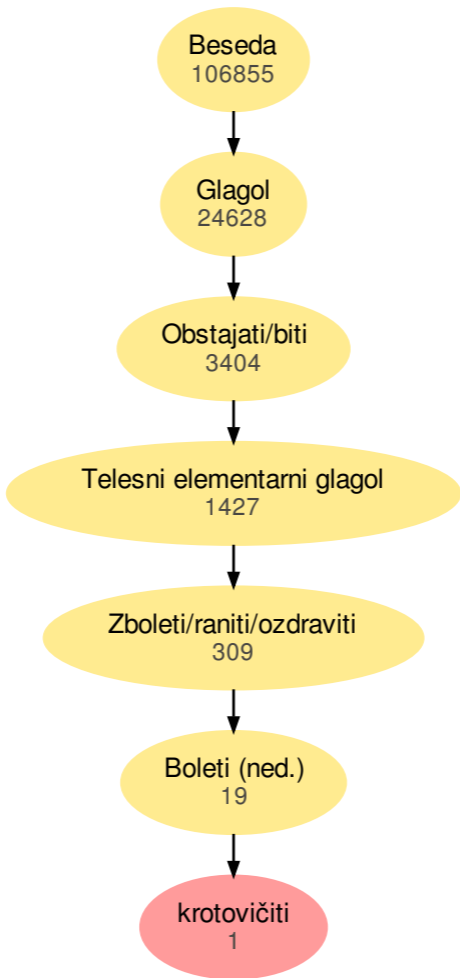 Beseda
106855
Glagol
24628
Obstajati/biti
3404
Telesni elementarni glagol
1427
Zboleti/raniti/ozdraviti
309
Boleti (ned.)
19
krotovičiti
1